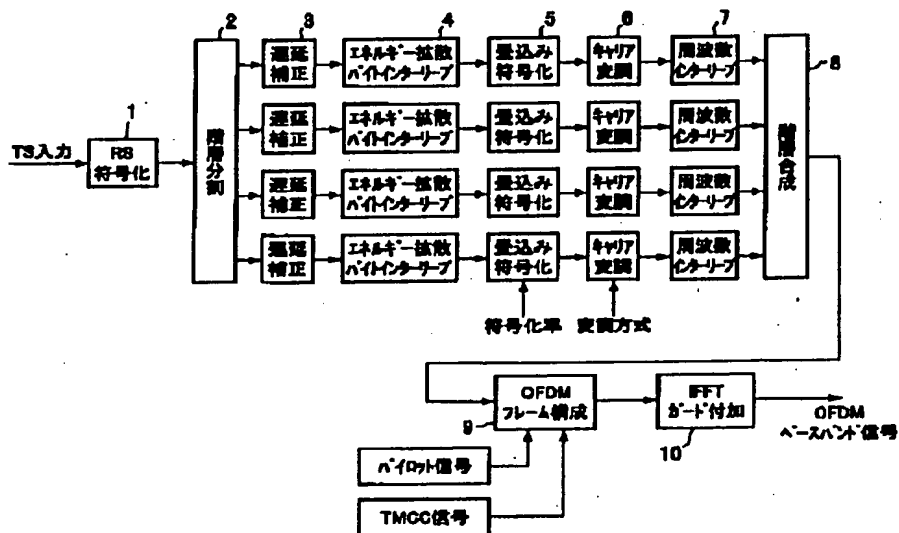 2
3
4
5
6
7
8
1
TS入力
RS
符号化
階層分割
遅延
補正
エネルギー拡散
バイトインターリーブ
畳込み
符号化
キャリア
変調
周波数
インターリーブ
階層合成
遅延
補正
エネルギー拡散
バイトインターリーブ
畳込み
符号化
キャリア
変調
周波数
インターリーブ
遅延
補正
エネルギー拡散
バイトインターリーブ
畳込み
符号化
キャリア
変調
周波数
インターリーブ
遅延
補正
エネルギー拡散
バイトインターリーブ
畳込み
符号化
キャリア
変調
周波数
インターリーブ
符号化率
変調方式
OFDM
フレーム構成
9
IFFT
ガード付加
10
OFDM
ベースバンド信号
パイロット信号
TMCC信号